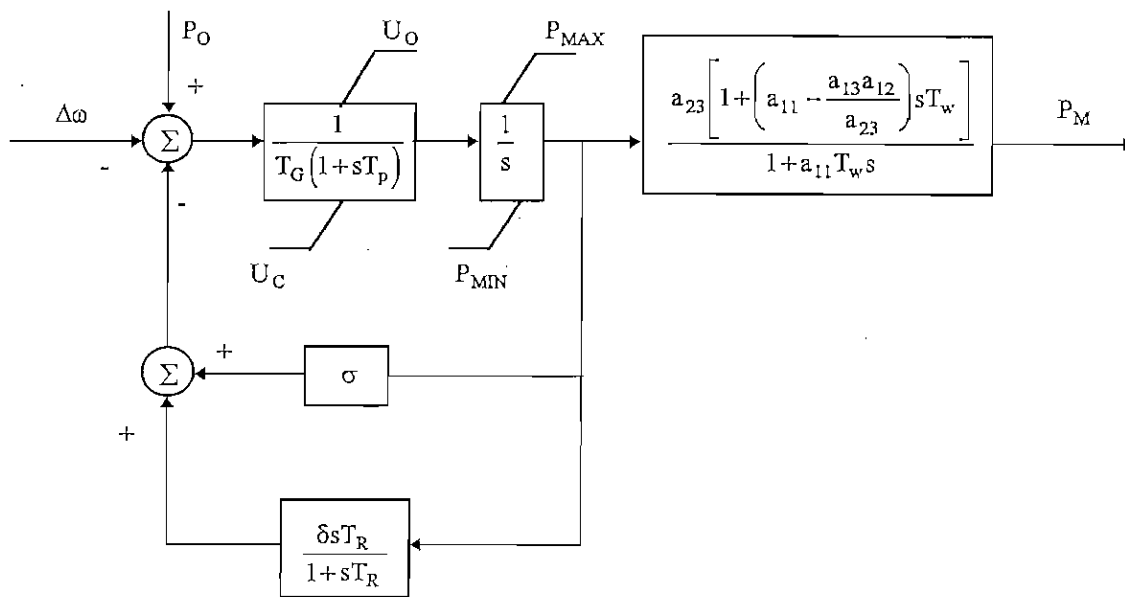 P_O
U_O
P_MAX
+
Δω
-
Σ
-
1
T_G(1+sT_p)
1
s
a_23[1+(a_11 - a_13a_12/a_23)sT_w]
1+a_11T_ws
P_M
U_C
P_MIN
Σ
+
σ
+
δsT_R
1+sT_R